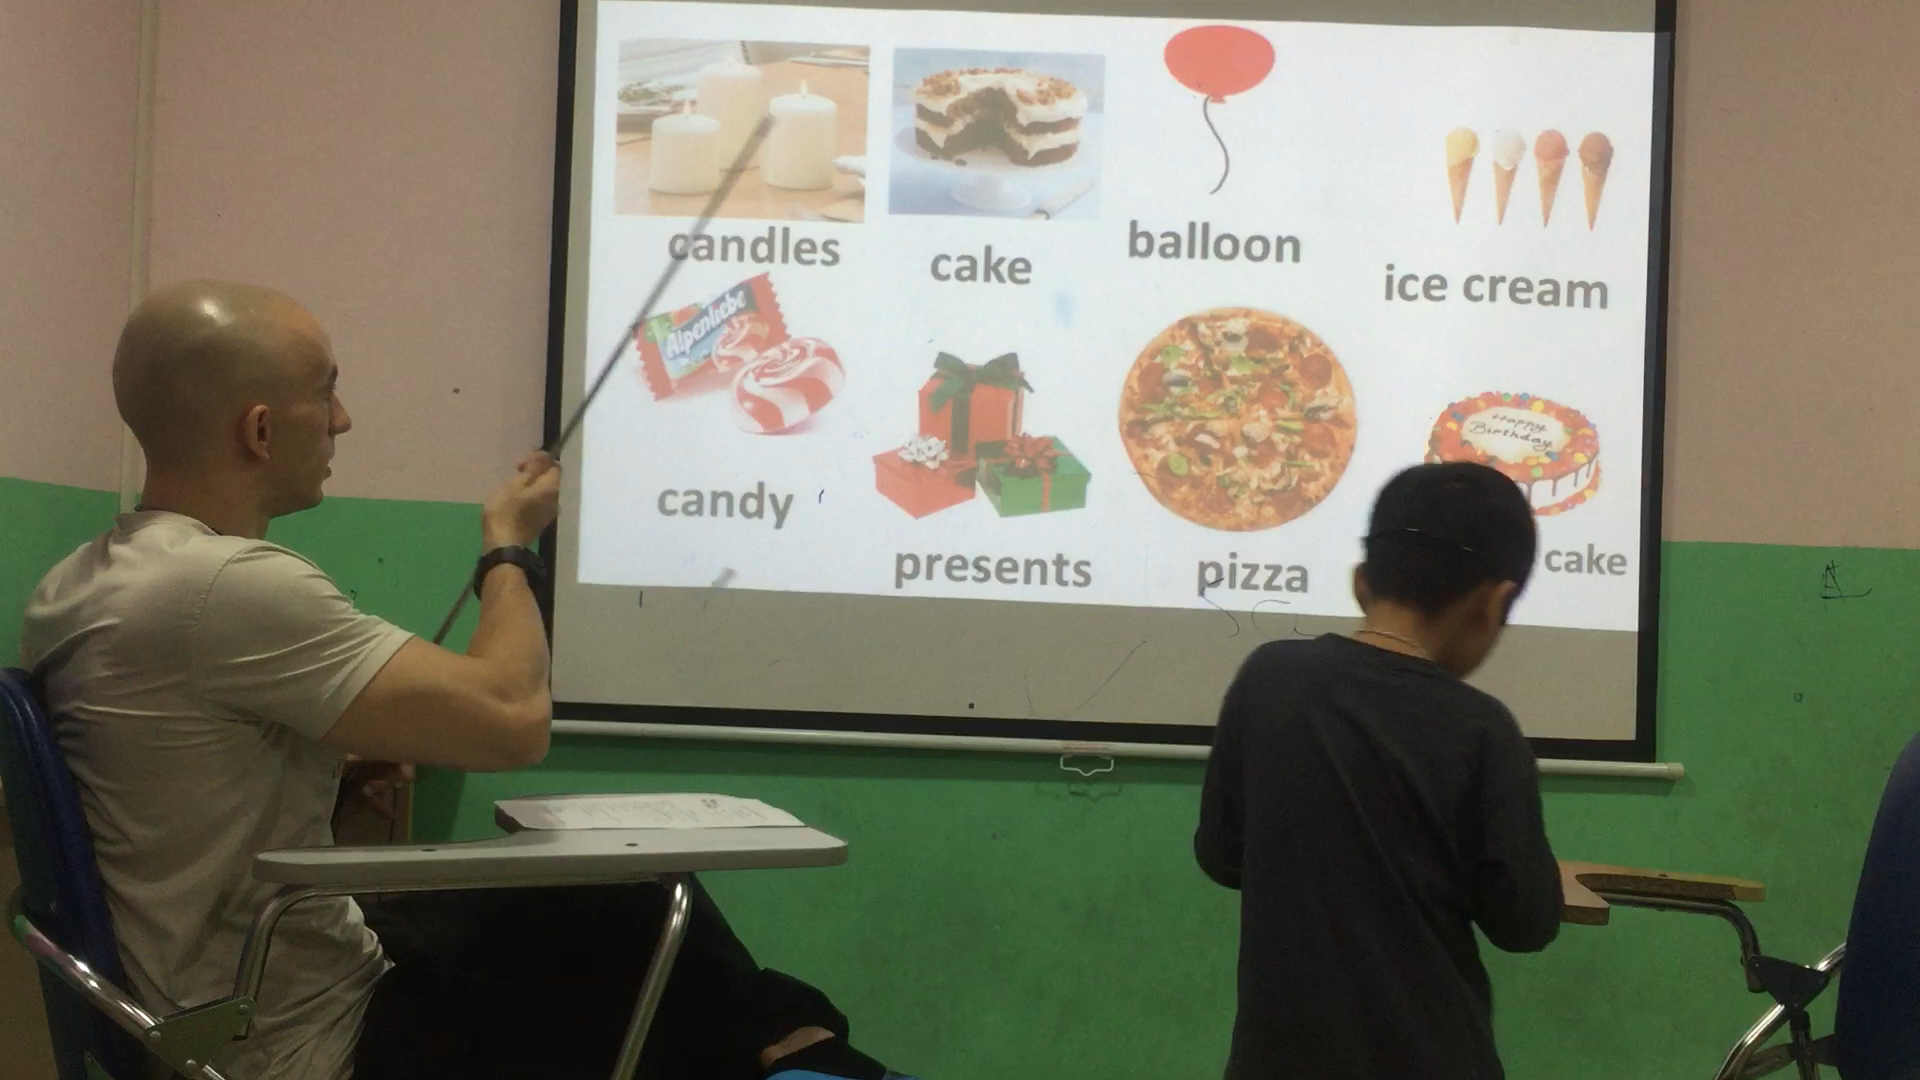 candles
cake
balloon
ice cream
Alpenliebe
candy
presents
pizza
Happy
Birthday
cake